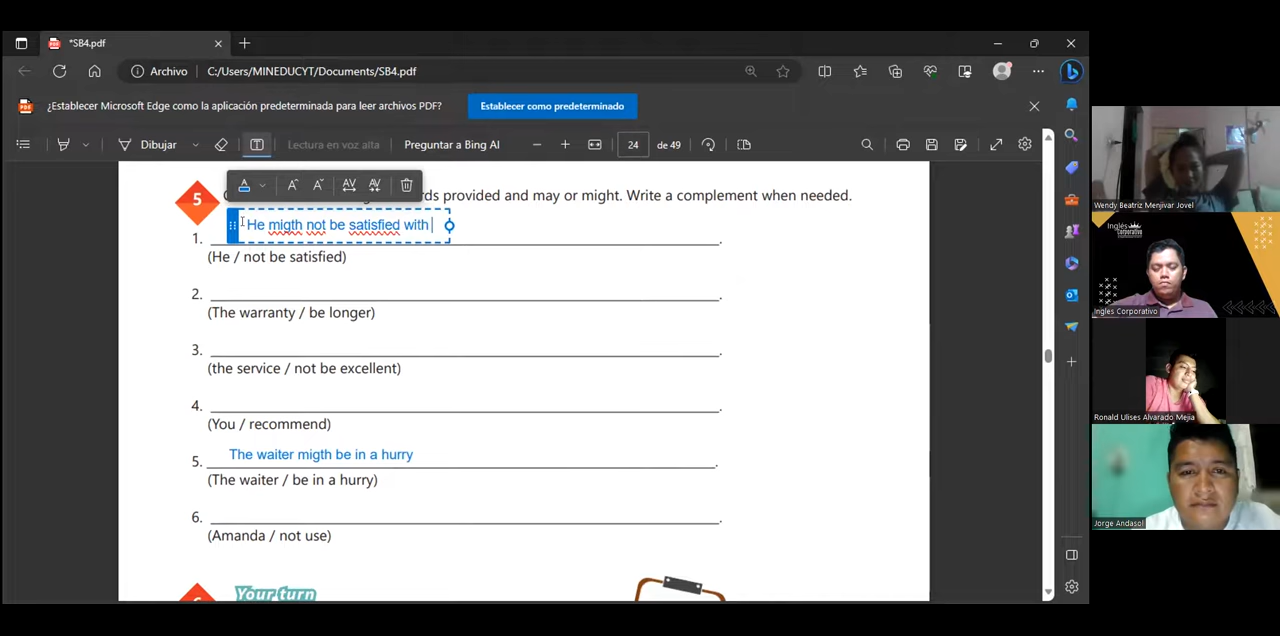 *SB4.pdf
Archivo C:/Users/MINEDUCYT/Documents/SB4.pdf
¿Establecer Microsoft Edge como la aplicación predeterminada para leer archivos PDF? Establecer como predeterminado
Dibujar Lectura en voz alta Preguntar a Bing AI 24 de 49
5 rds provided and may or might. Write a complement when needed.
He migth not be satisfied with
1. .
(He / not be satisfied)
2. .
(The warranty / be longer)
3. .
(the service / not be excellent)
4. .
(You / recommend)
The waiter migth be in a hurry
5. .
(The waiter / be in a hurry)
6. .
(Amanda / not use)
Your turn
Wendy Beatriz Menjivar Jovel
Inglés
Corporativo
Ingles Corporativo
Ronald Ulises Alvarado Mejia
Jorge Andasol